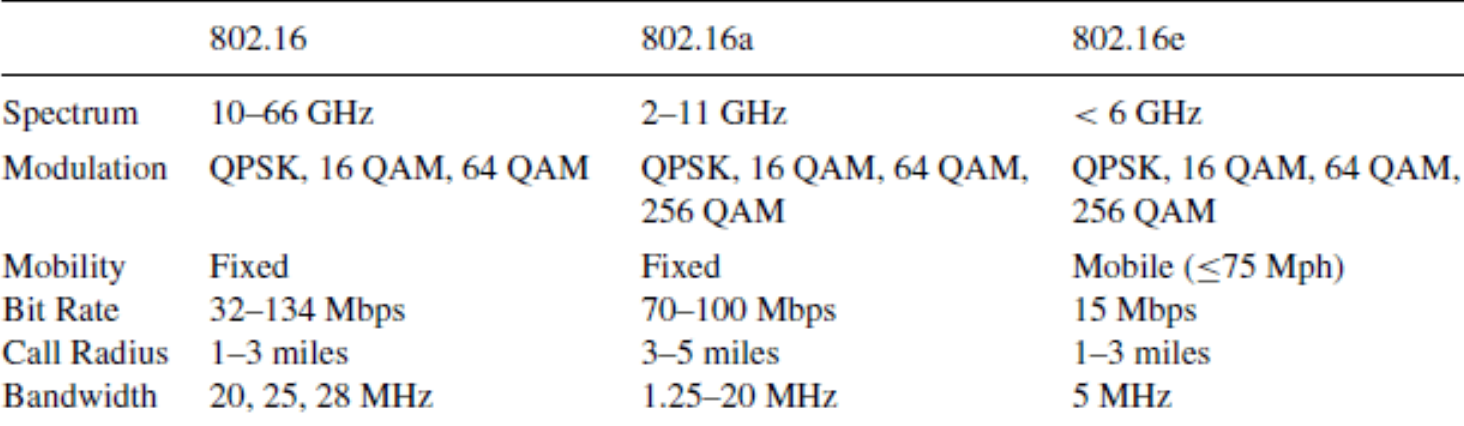 802.16 802.16a 802.16e
Spectrum 10–66 GHz 2–11 GHz < 6 GHz
Modulation QPSK, 16 QAM, 64 QAM QPSK, 16 QAM, 64 QAM, QPSK, 16 QAM, 64 QAM,
256 QAM 256 QAM
Mobility Fixed Fixed Mobile (≤75 Mph)
Bit Rate 32–134 Mbps 70–100 Mbps 15 Mbps
Call Radius 1–3 miles 3–5 miles 1–3 miles
Bandwidth 20, 25, 28 MHz 1.25–20 MHz 5 MHz